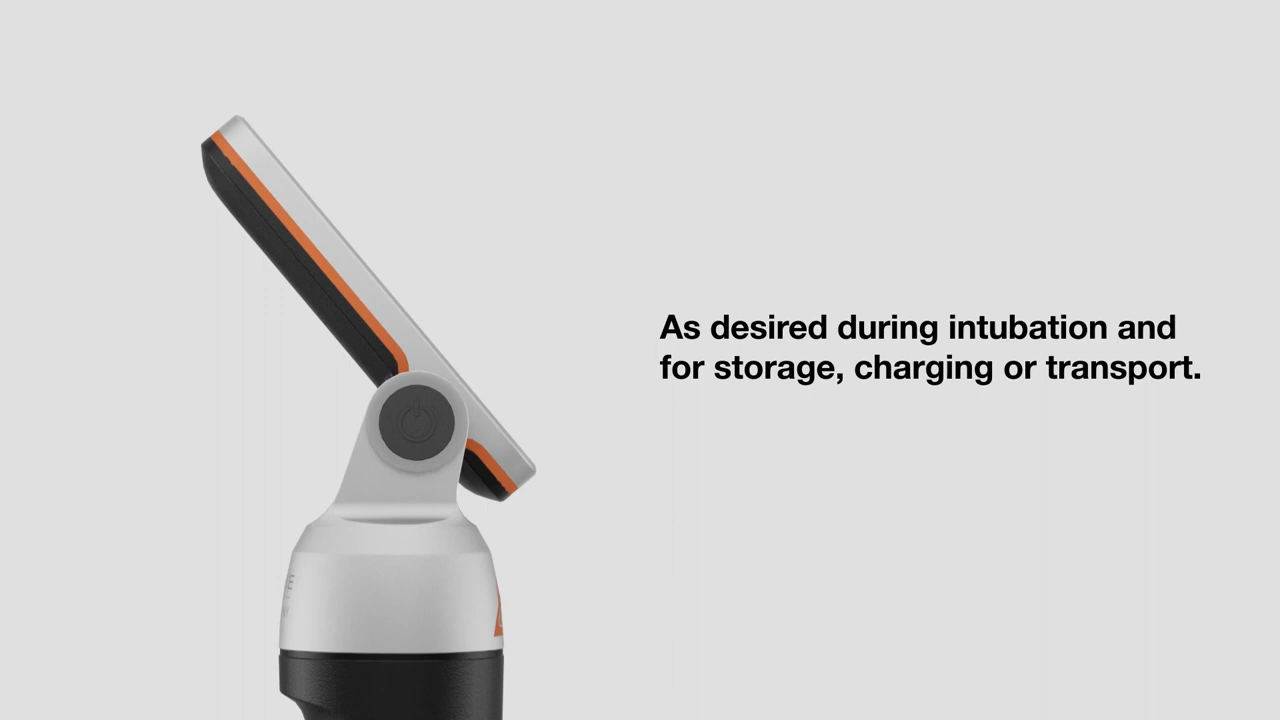 As desired during intubation and
for storage, charging or transport.